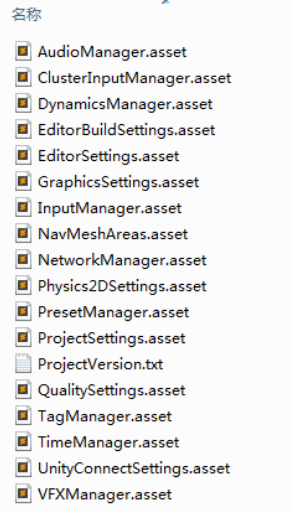 名称
AudioManager.asset
ClusterInputManager.asset
DynamicsManager.asset
EditorBuildSettings.asset
EditorSettings.asset
GraphicsSettings.asset
InputManager.asset
NavMeshAreas.asset
NetworkManager.asset
Physics2DSettings.asset
PresetManager.asset
ProjectSettings.asset
ProjectVersion.txt
QualitySettings.asset
TagManager.asset
TimeManager.asset
UnityConnectSettings.asset
VFXManager.asset